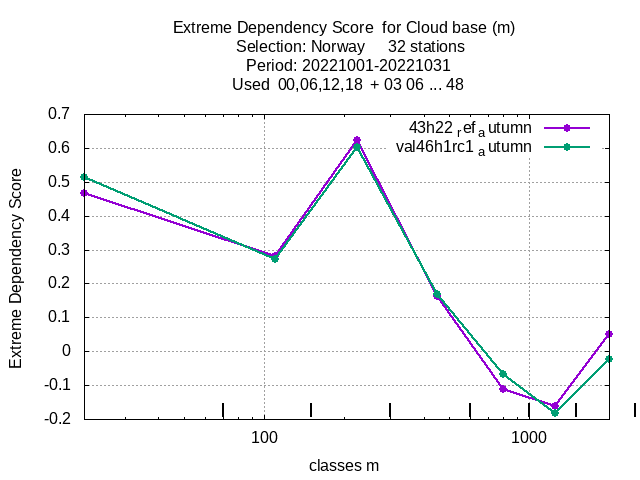 Extreme Dependency Score for Cloud base (m)
Selection: Norway 32 stations
Period: 20221001-20221031
Used 00,06,12,18 + 03 06 ... 48
43h22 ref autumn
val46h1rc1 autumn
Extreme Dependency Score
0.7
0.6
0.5
0.4
0.3
0.2
0.1
0
-0.1
-0.2
100
1000
classes m